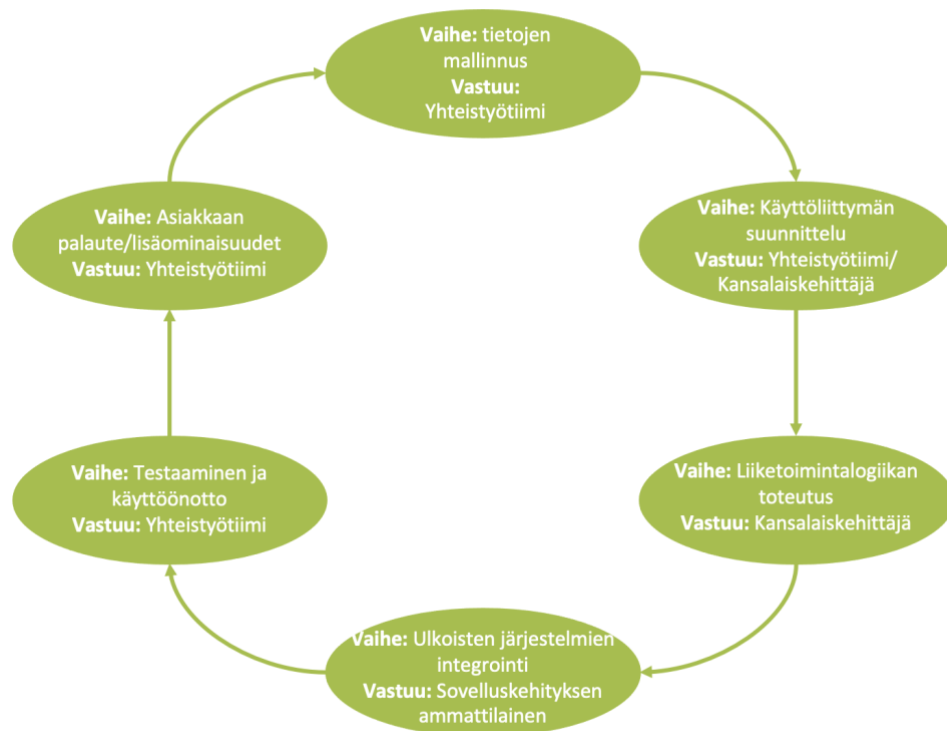 Vaihe: tietojen
mallinnus
Vastuu:
Yhteistyötiimi
Vaihe: Käyttöliittymän
suunnittelu
Vastuu: Yhteistyötiimi/
Kansalaiskehittäjä
Vaihe: Liiketoimintalogiikan
toteutus
Vastuu: Kansalaiskehittäjä
Vaihe: Ulkoisten järjestelmien
integrointi
Vastuu: Sovelluskehityksen
ammattilainen
Vaihe: Testaaminen ja
käyttöönotto
Vastuu: Yhteistyötiimi
Vaihe: Asiakkaan
palaute/lisäominaisuudet
Vastuu: Yhteistyötiimi